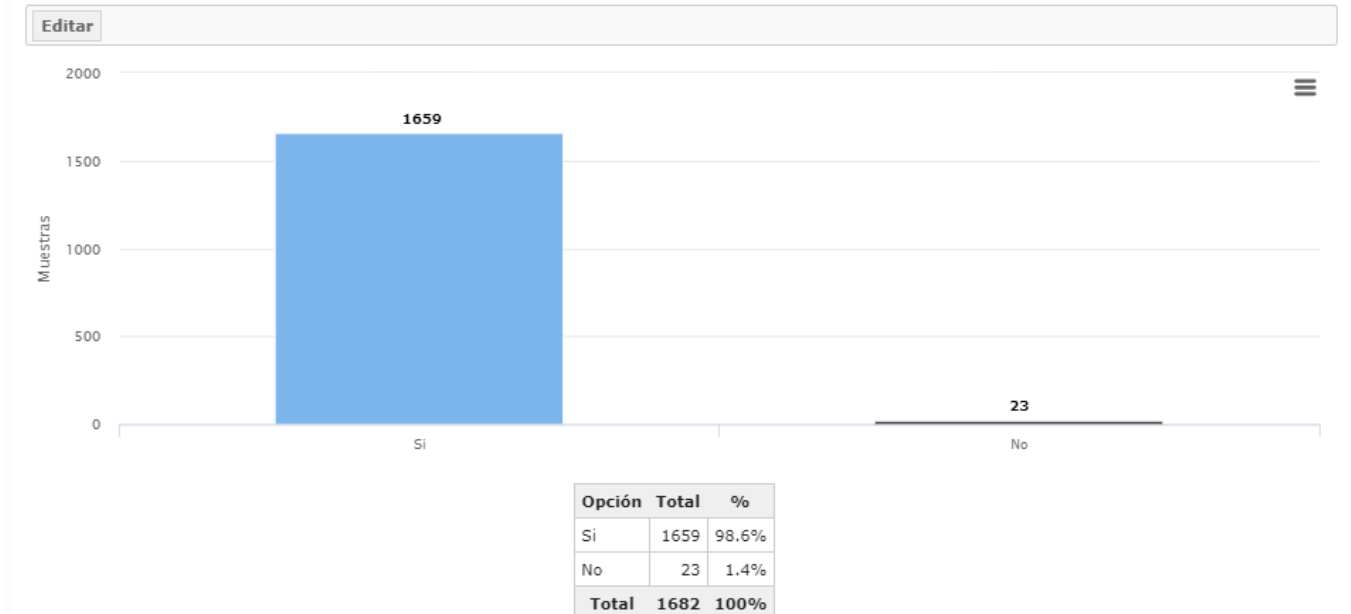 Editar
2000
1659
1500
Muestras
1000
500
23
0
Si No
Opción Total %
Si 1659 98.6%
No 23 1.4%
Total 1682 100%